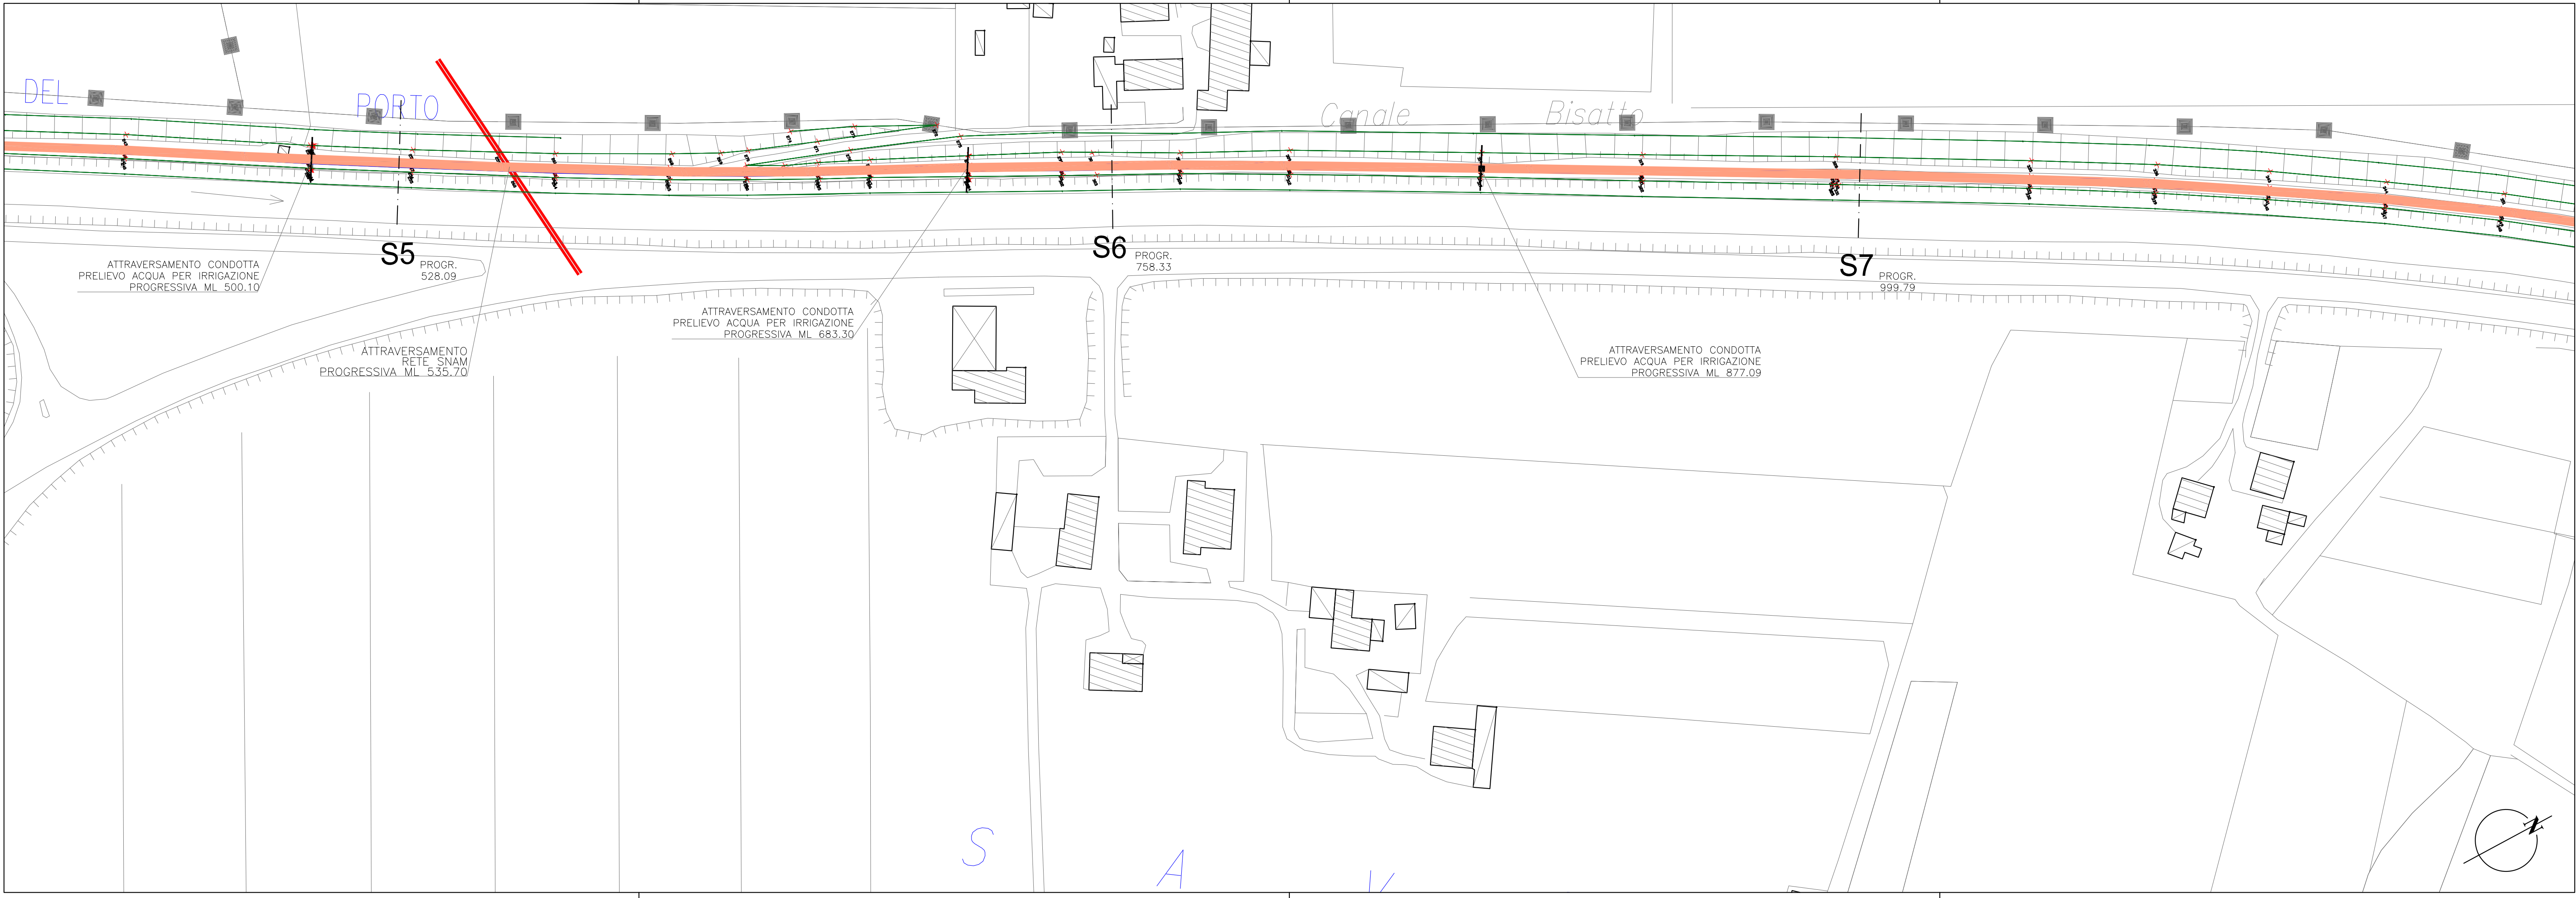 DEL
PORTO
Canale
Bisatto
S5
PROGR.
528.09
S6
PROGR.
758.33
S7
PROGR.
999.79
ATTRAVERSAMENTO CONDOTTA
PRELIEVO ACQUA PER IRRIGAZIONE
PROGRESSIVA ML 500.10
ATTRAVERSAMENTO
RETE SNAM
PROGRESSIVA ML 535.70
ATTRAVERSAMENTO CONDOTTA
PRELIEVO ACQUA PER IRRIGAZIONE
PROGRESSIVA ML 683.30
ATTRAVERSAMENTO CONDOTTA
PRELIEVO ACQUA PER IRRIGAZIONE
PROGRESSIVA ML 877.09
S
A
N